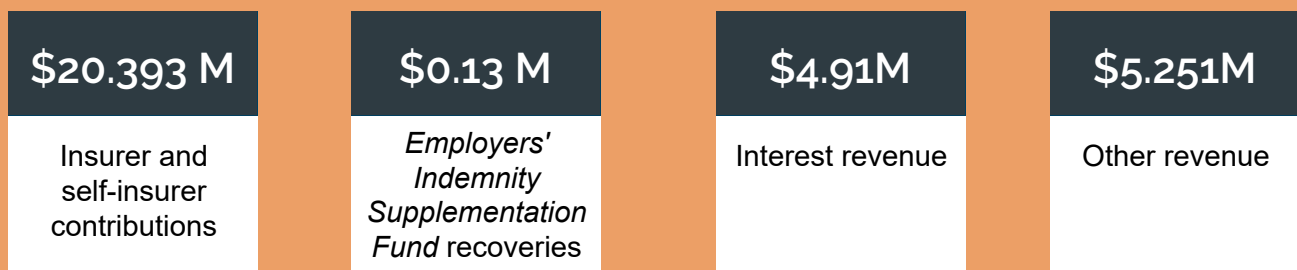 $20.393 M
Insurer and
self-insurer
contributions
$0.13 M
Employers'
Indemnity
Supplementation
Fund recoveries
$4.91M
Interest revenue
$5.251M
Other revenue